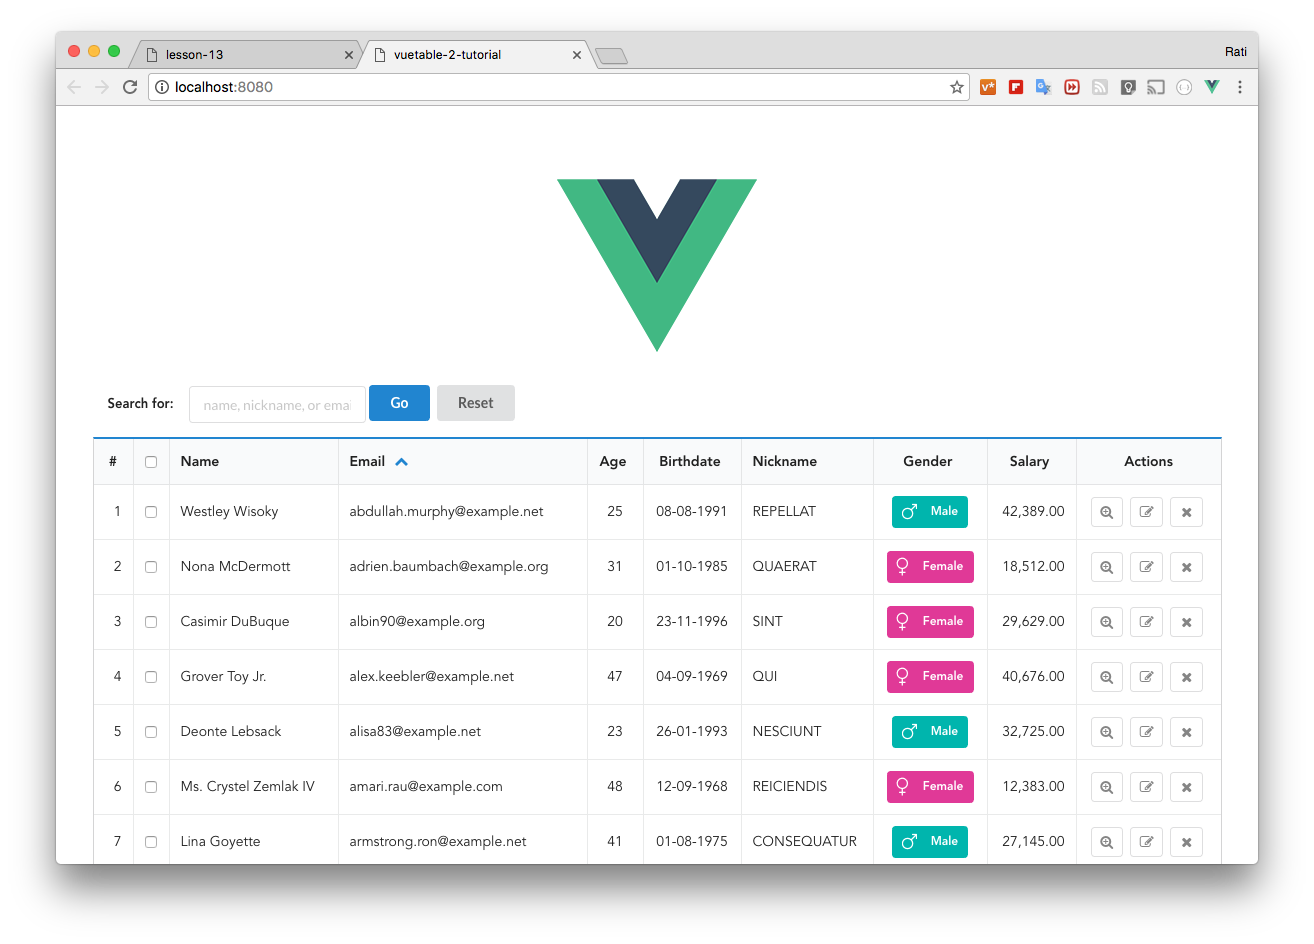 lesson-13
vuetable-2-tutorial
Rati
localhost:8080
Search for: name, nickname, or ema Go Reset
# Name Email Age Birthdate Nickname Gender Salary Actions
1 Westley Wisoky abdullah.murphy@example.net 25 08-08-1991 REPELLAT Male 42,389.00
2 Nona McDermott adrien.baumbach@example.org 31 01-10-1985 QUAERAT Female 18,512.00
3 Casimir DuBuque albin90@example.org 20 23-11-1996 SINT Female 29,629.00
4 Grover Toy Jr. alex.keebler@example.net 47 04-09-1969 QUI Female 40,676.00
5 Deonte Lebsack alisa83@example.net 23 26-01-1993 NESCIUNT Male 32,725.00
6 Ms. Crystel Zemlak IV amari.rau@example.com 48 12-09-1968 REICIENDIS Female 12,383.00
7 Lina Goyette armstrong.ron@example.net 41 01-08-1975 CONSEQUATUR Male 27,145.00